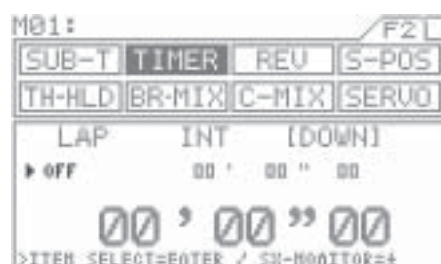 M01: F2
SUB-T TIMER REV S-POS
TH-HLD BR-MIX C-MIX SERVO
LAP INT [DOWN]
▶ OFF 00 ' 00 " 00
00 ’ 00 ” 00
>ITEM SELECT=ENTER / SX-MONITOR=+